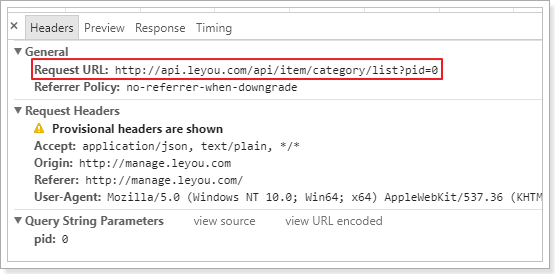 × Headers Preview Response Timing
▼ General
Request URL: http://api.leyou.com/api/item/category/list?pid=0
Referrer Policy: no-referrer-when-downgrade
▼ Request Headers
Provisional headers are shown
Accept: application/json, text/plain, */*
Origin: http://manage.leyou.com
Referer: http://manage.leyou.com/
User-Agent: Mozilla/5.0 (Windows NT 10.0; Win64; x64) AppleWebKit/537.36 (KHTM
▼ Query String Parameters view source view URL encoded
pid: 0